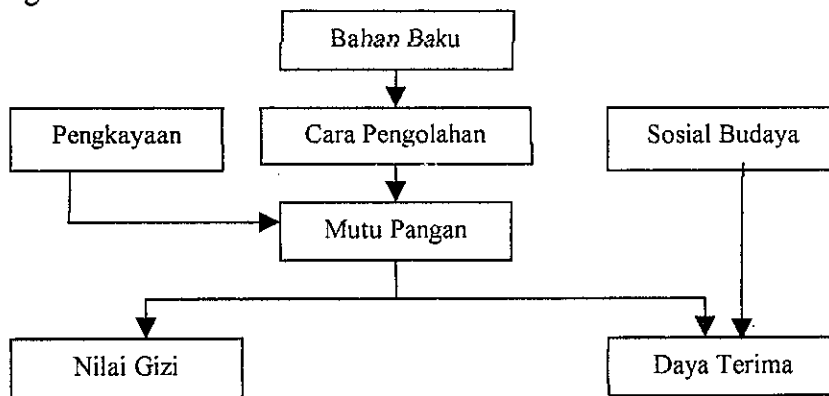 Bahan Baku
Pengkayaan
Cara Pengolahan
Sosial Budaya
Mutu Pangan
Nilai Gizi
Daya Terima